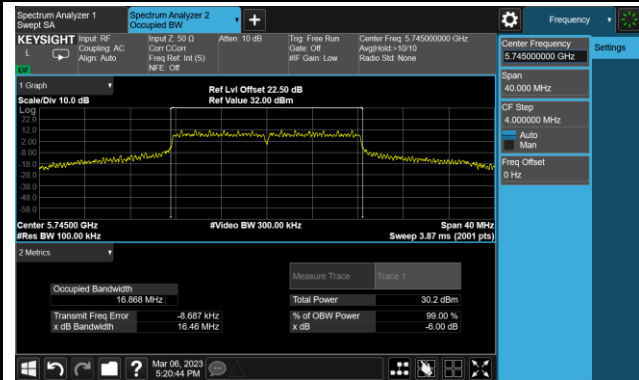 Spectrum Analyzer 1
Swept SA
Spectrum Analyzer 2
Occupied BW
Frequency
KEYSIGHT
L
Input: RF
Coupling: AC
Align: Auto
Input Z: 50 Ω
Corr CCorr
Freq Ref: Int (S)
NFE: Off
Atten: 10 dB
Trig: Free Run
Gate: Off
#IF Gain: Low
Center Freq: 5.745000000 GHz
Avg|Hold:>10/10
Radio Std: None
Center Frequency
5.745000000 GHz
Settings
Span
40.000 MHz
CF Step
4.000000 MHz
Auto
Man
Freq Offset
0 Hz
1 Graph
Scale/Div 10.0 dB
Ref Lvl Offset 22.50 dB
Ref Value 32.00 dBm
Log
22.0
12.0
2.00
-8.00
-18.0
-28.0
-38.0
-48.0
-58.0
Center 5.74500 GHz
#Res BW 100.00 kHz
#Video BW 300.00 kHz
Span 40 MHz
Sweep 3.87 ms (2001 pts)
2 Metrics
Measure Trace
Trace 1
Occupied Bandwidth
16.868 MHz
Total Power
30.2 dBm
Transmit Freq Error
-8.687 kHz
% of OBW Power
99.00 %
x dB Bandwidth
16.46 MHz
x dB
-6.00 dB
Mar 06, 2023
5:20:44 PM